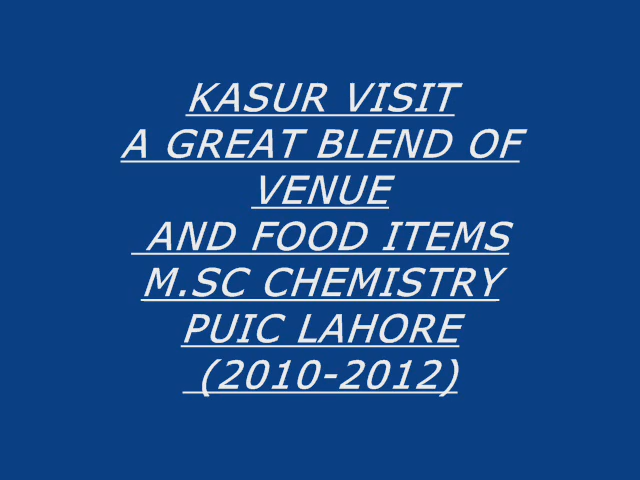 KASUR VISIT
A GREAT BLEND OF
VENUE
AND FOOD ITEMS
M.SC CHEMISTRY
PUIC LAHORE
(2010-2012)